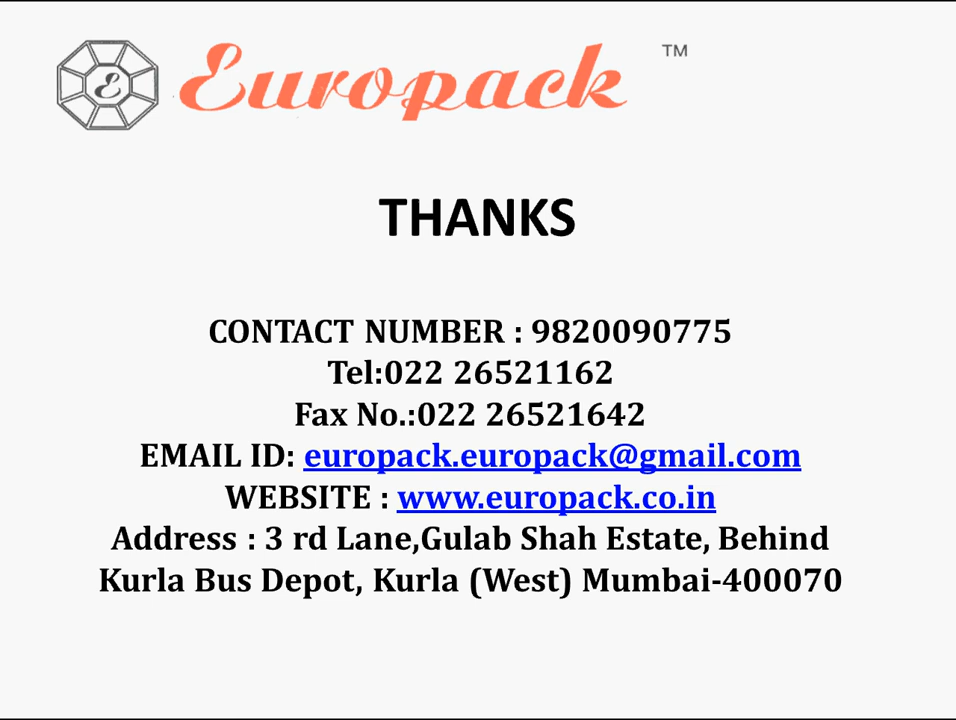 Europack ™
THANKS
CONTACT NUMBER : 9820090775
Tel:022 26521162
Fax No.:022 26521642
EMAIL ID: europack.europack@gmail.com
WEBSITE : www.europack.co.in
Address : 3 rd Lane,Gulab Shah Estate, Behind
Kurla Bus Depot, Kurla (West) Mumbai-400070